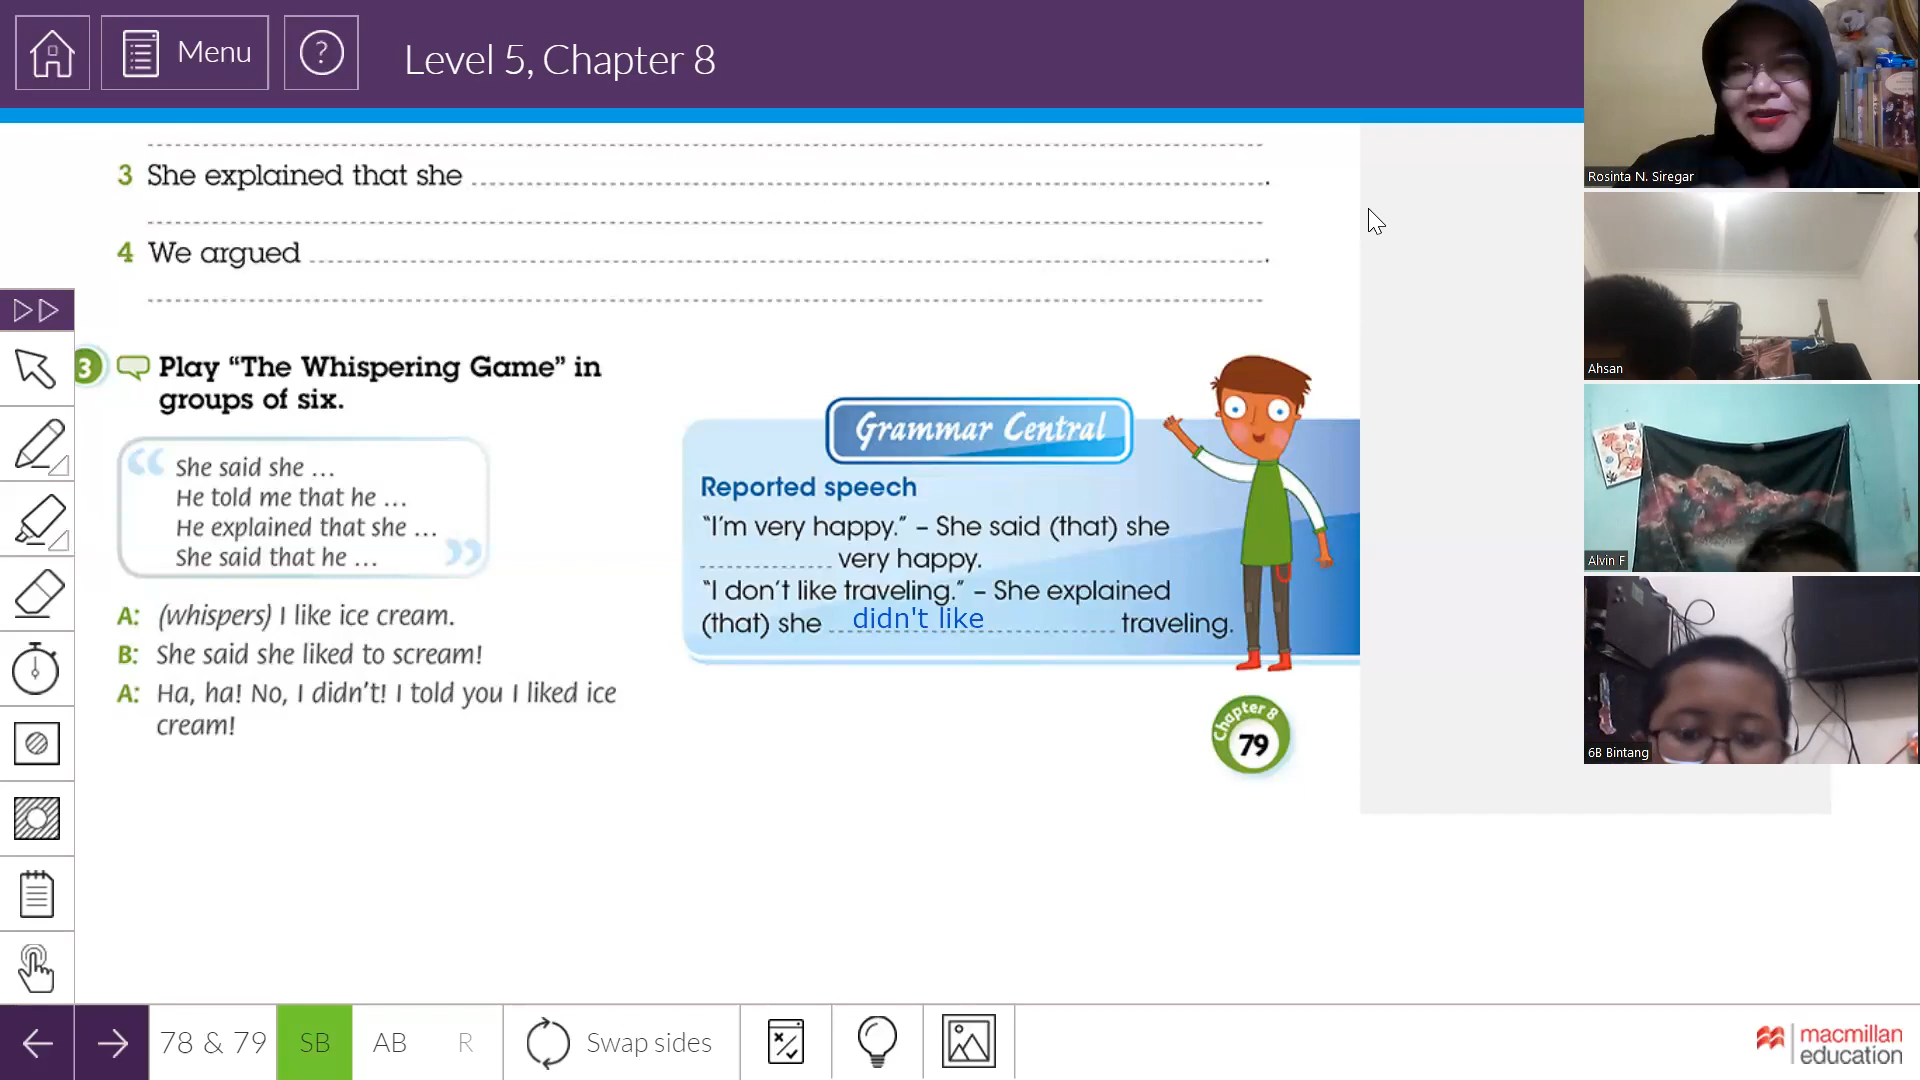 Menu
?
Level 5, Chapter 8
3 She explained that she .
4 We argued .
3 Play “The Whispering Game” in
groups of six.
“ She said she ...
He told me that he ...
He explained that she ...
She said that he ... ”
A: (whispers) I like ice cream.
B: She said she liked to scream!
A: Ha, ha! No, I didn't! I told you I liked ice
cream!
Grammar Central
Reported speech
“I'm very happy.” – She said (that) she
very happy.
“I don't like traveling.” – She explained
(that) she didn't like traveling.
Chapter 8
79
Rosinta N. Siregar
Ahsan
Alvin F
6B Bintang
78 & 79
SB
AB
R
Swap sides
macmillan
education